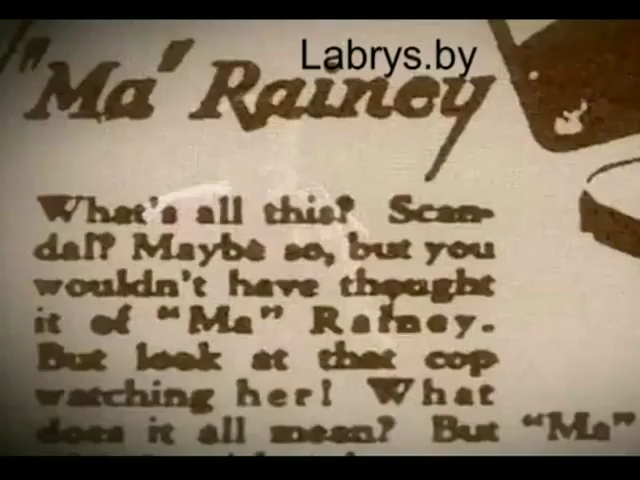 Labrys.by
"Ma" Rainey
What's all this? Scan-
dal? Maybe so, but you
wouldn't have thought
it of "Ma" Rainey.
But look at that cop
watching her! What
does it all mean? But "Ma"